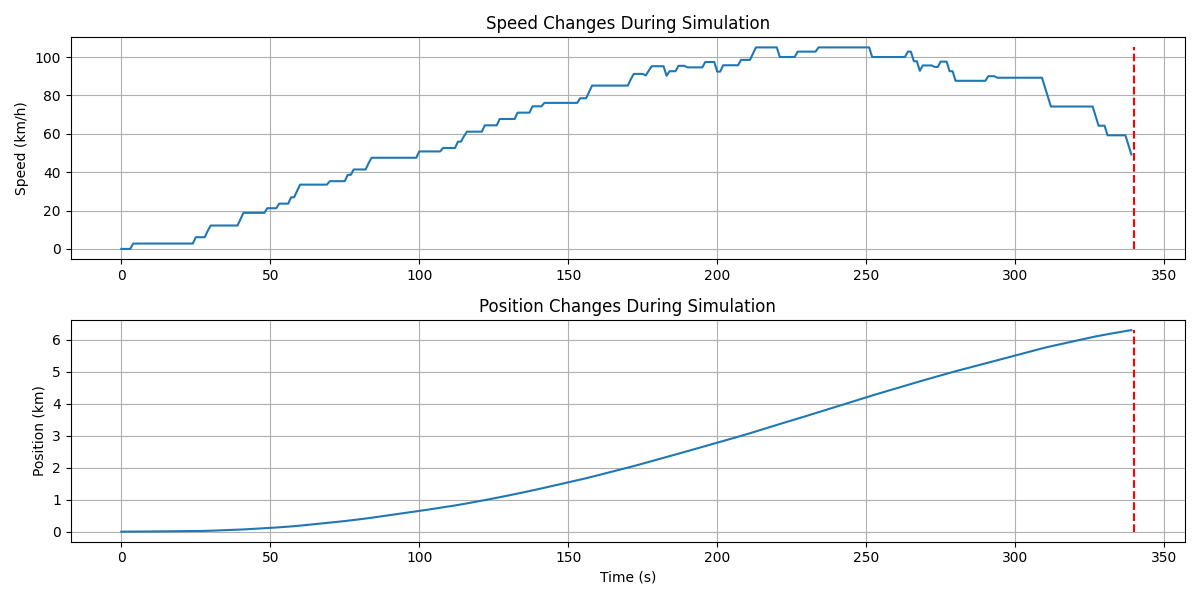 Speed Changes During Simulation
Speed (km/h)
100
80
60
40
20
0
0 50 100 150 200 250 300 350
Position Changes During Simulation
Position (km)
6
5
4
3
2
1
0
0 50 100 150 200 250 300 350
Time (s)